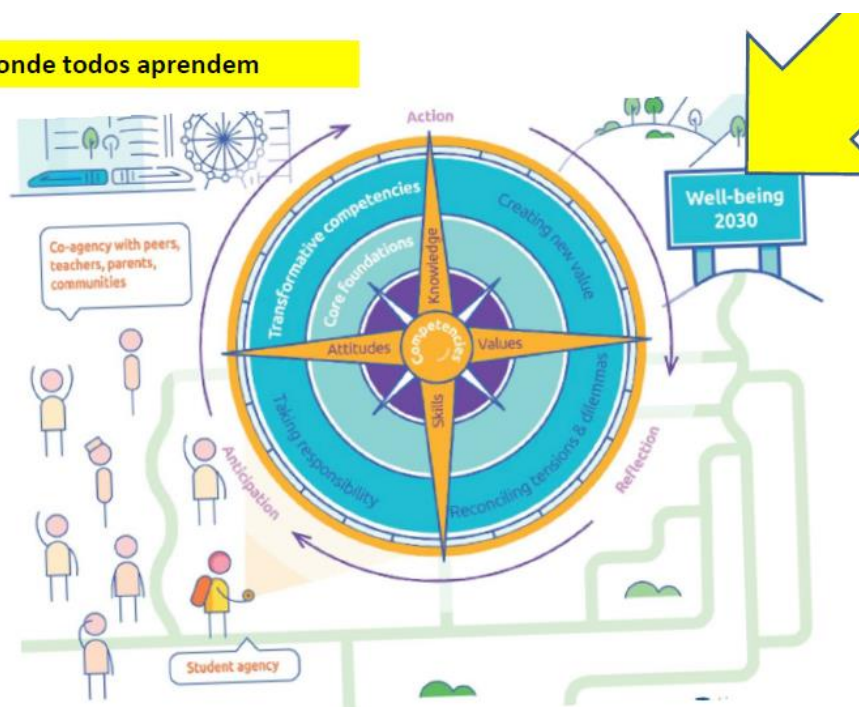 onde todos aprendem
Action
Well-being
2030
Co-agency with peers,
teachers, parents,
communities
Transformative competencies
Creating new value
Core foundations
Knowledge
Attitudes
Competencies
Values
Skills
Taking responsibility
Reconciling tensions & dilemmas
Anticipation
Reflection
Student agency